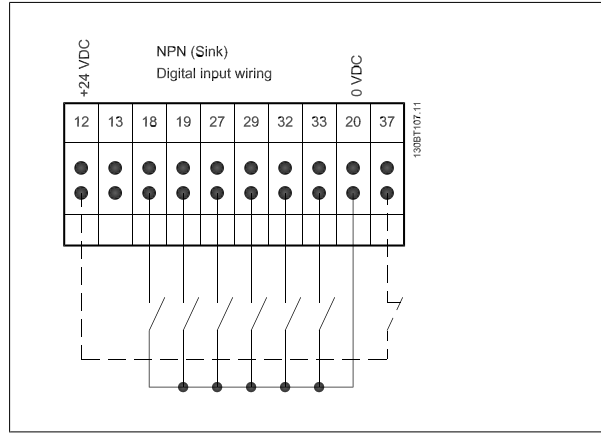 +24 VDC
NPN (Sink)
Digital input wiring
0 VDC
12 13 18 19 27 29 32 33 20 37
130BT107.11